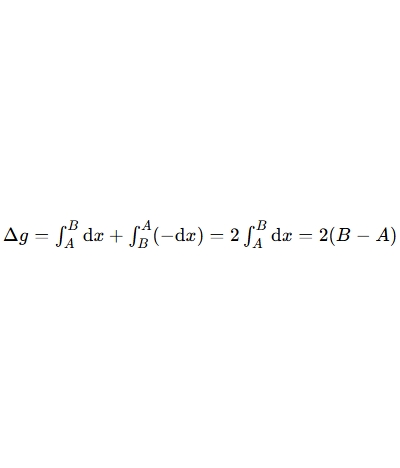 Δg = ∫_A^B dx + ∫_B^A (−dx) = 2 ∫_A^B dx = 2(B − A)